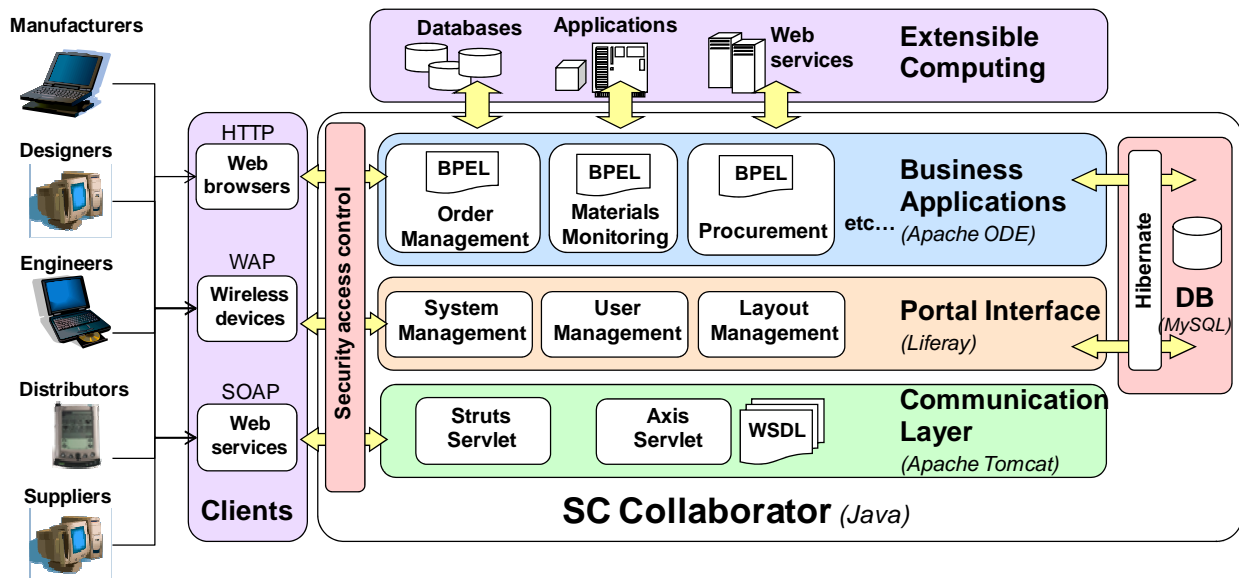 Manufacturers
Designers
Engineers
Distributors
Suppliers
HTTP
Web
browsers
WAP
Wireless
devices
SOAP
Web
services
Clients
Databases
Applications
Web
services
Extensible
Computing
Security access control
BPEL
Order
Management
BPEL
Materials
Monitoring
BPEL
Procurement
etc…
Business
Applications
(Apache ODE)
System
Management
User
Management
Layout
Management
Portal Interface
(Liferay)
Struts
Servlet
Axis
Servlet
WSDL
Communication
Layer
(Apache Tomcat)
Hibernate
DB
(MySQL)
SC Collaborator (Java)